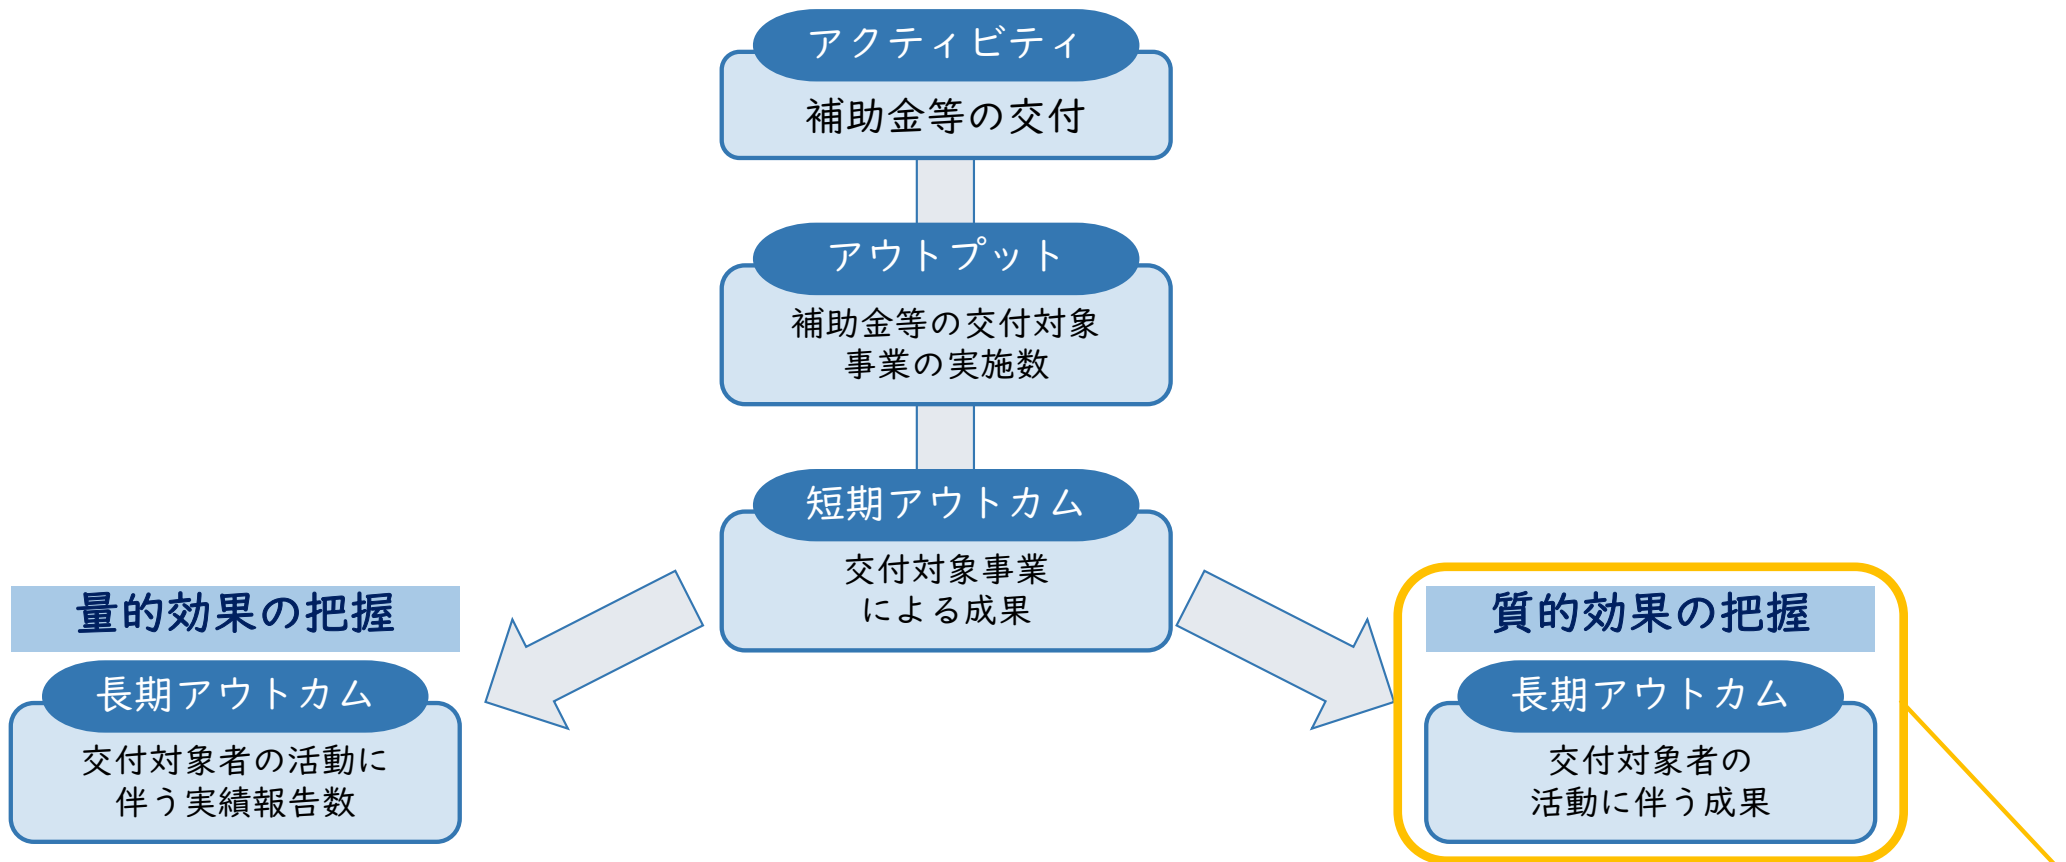 アクティビティ
補助金等の交付
アウトプット
補助金等の交付対象
事業の実施数
短期アウトカム
交付対象事業
による成果
量的効果の把握
長期アウトカム
交付対象者の活動に
伴う実績報告数
質的効果の把握
長期アウトカム
交付対象者の
活動に伴う成果